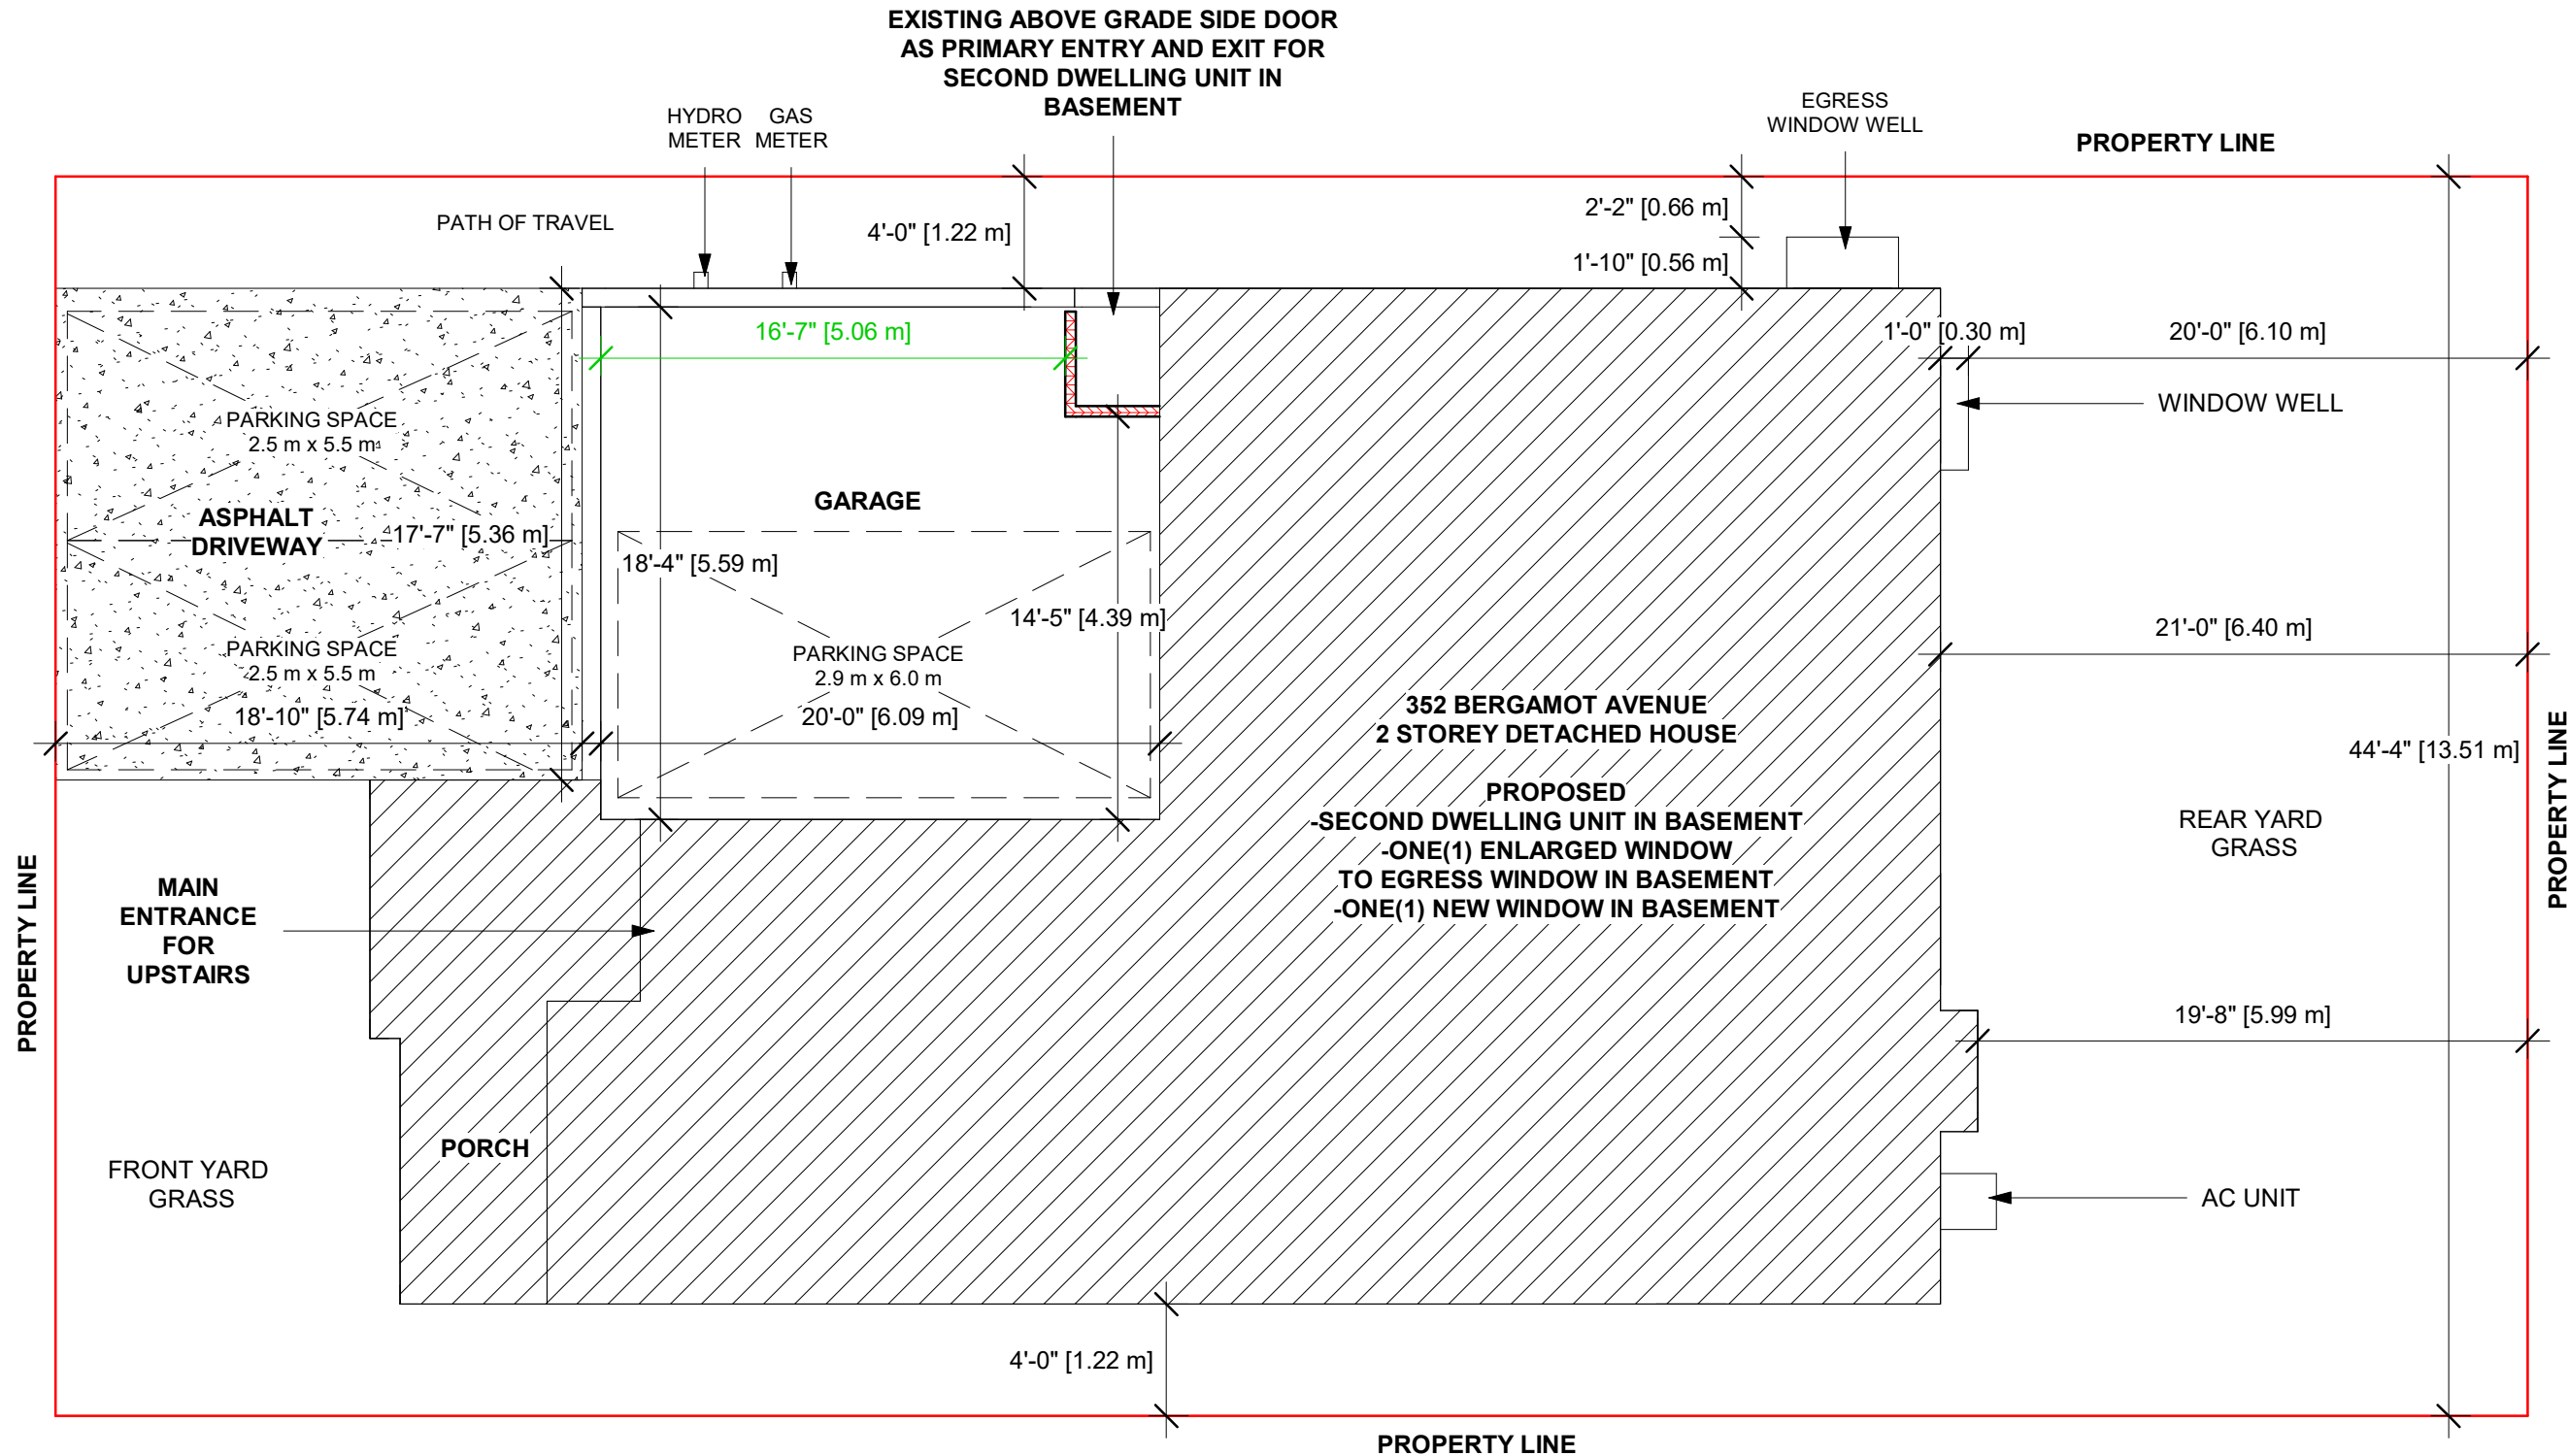 EXISTING ABOVE GRADE SIDE DOOR
AS PRIMARY ENTRY AND EXIT FOR
SECOND DWELLING UNIT IN
BASEMENT
HYDRO
METER
GAS
METER
EGRESS
WINDOW WELL
PROPERTY LINE
PATH OF TRAVEL
4'-0" [1.22 m]
2'-2" [0.66 m]
1'-10" [0.56 m]
16'-7" [5.06 m]
1'-0" [0.30 m]
20'-0" [6.10 m]
WINDOW WELL
PARKING SPACE
2.5 m x 5.5 m
GARAGE
ASPHALT
DRIVEWAY
17'-7" [5.36 m]
18'-4" [5.59 m]
14'-5" [4.39 m]
21'-0" [6.40 m]
PARKING SPACE
2.5 m x 5.5 m
PARKING SPACE
2.9 m x 6.0 m
18'-10" [5.74 m]
20'-0" [6.09 m]
352 BERGAMOT AVENUE
2 STOREY DETACHED HOUSE
44'-4" [13.51 m]
PROPERTY LINE
PROPOSED
-SECOND DWELLING UNIT IN BASEMENT
-ONE(1) ENLARGED WINDOW
TO EGRESS WINDOW IN BASEMENT
-ONE(1) NEW WINDOW IN BASEMENT
REAR YARD
GRASS
PROPERTY LINE
MAIN
ENTRANCE
FOR
UPSTAIRS
19'-8" [5.99 m]
PORCH
FRONT YARD
GRASS
AC UNIT
4'-0" [1.22 m]
PROPERTY LINE